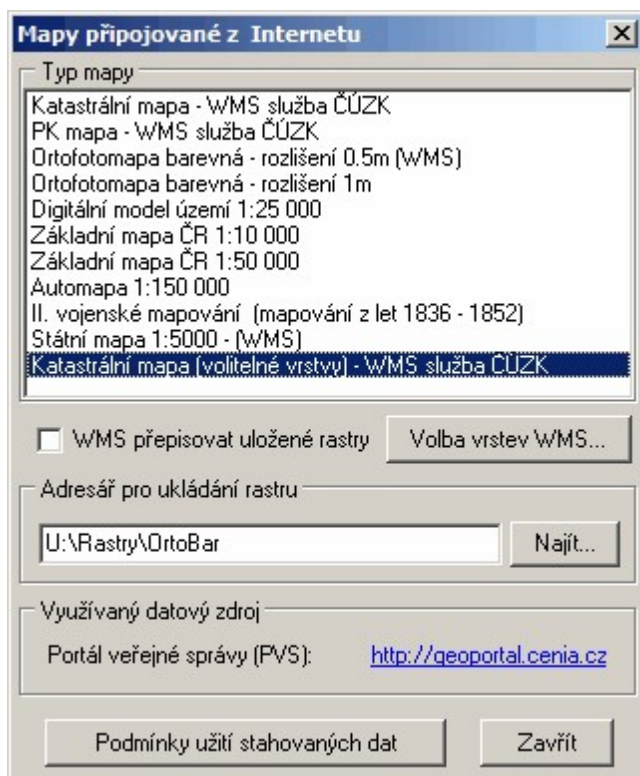 Mapy připojované z Internetu
Typ mapy
Katastrální mapa - WMS služba ČÚZK
PK mapa - WMS služba ČÚZK
Ortofotomapa barevná - rozlišení 0.5m (WMS)
Ortofotomapa barevná - rozlišení 1m
Digitální model území 1:25 000
Základní mapa ČR 1:10 000
Základní mapa ČR 1:50 000
Automapa 1:150 000
II. vojenské mapování (mapování z let 1836 - 1852)
Státní mapa 1:5000 - (WMS)
Katastrální mapa (volitelné vrstvy) - WMS služba ČÚZK
WMS přepisovat uložené rastry Volba vrstev WMS...
Adresář pro ukládání rastru
U:\Rastry\OrtoBar Najít...
Využívaný datový zdroj
Portál veřejné správy (PVS): http://geoportal.cenia.cz
Podmínky užití stahovaných dat Zavřít